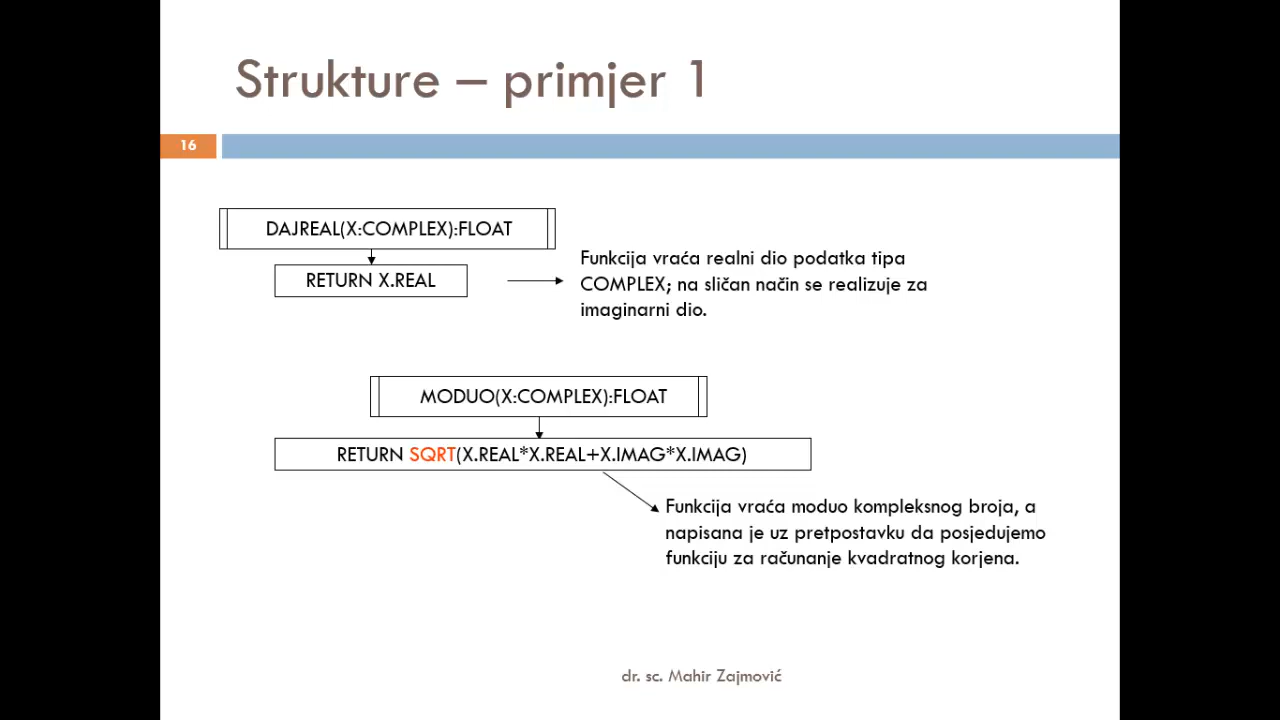 Strukture – primjer 1
16
DAJREAL(X:COMPLEX):FLOAT
RETURN X.REAL
Funkcija vraća realni dio podatka tipa
COMPLEX; na sličan način se realizuje za
imaginarni dio.
MODUO(X:COMPLEX):FLOAT
RETURN SQRT(X.REAL*X.REAL+X.IMAG*X.IMAG)
Funkcija vraća moduo kompleksnog broja, a
napisana je uz pretpostavku da posjedujemo
funkciju za računanje kvadratnog korjena.
dr. sc. Mahir Zajmović